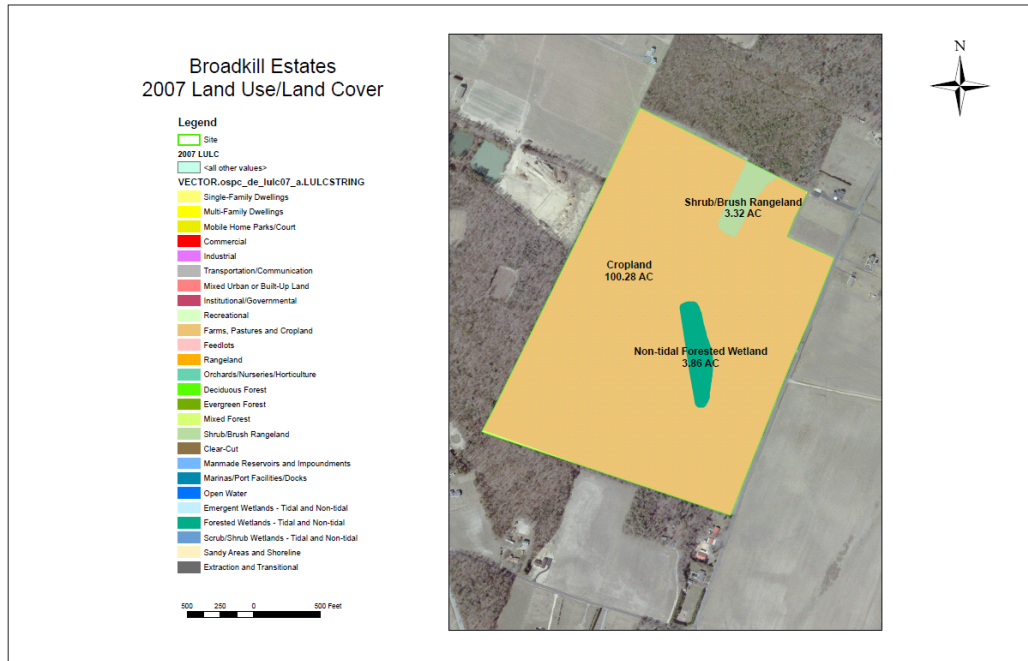 Broadkill Estates
2007 Land Use/Land Cover
Legend
Site
2007 LULC
<all other values>
VECTOR.ospc_de_lulc07_a.LULCSTRING
Single-Family Dwellings
Multi-Family Dwellings
Mobile Home Parks/Court
Commercial
Industrial
Transportation/Communication
Mixed Urban or Built-Up Land
Institutional/Governmental
Recreational
Farms, Pastures and Cropland
Feedlots
Rangeland
Orchards/Nurseries/Horticulture
Deciduous Forest
Evergreen Forest
Mixed Forest
Shrub/Brush Rangeland
Clear-Cut
Manmade Reservoirs and Impoundments
Marinas/Port Facilities/Docks
Open Water
Emergent Wetlands - Tidal and Non-tidal
Forested Wetlands - Tidal and Non-tidal
Scrub/Shrub Wetlands - Tidal and Non-tidal
Sandy Areas and Shoreline
Extraction and Transitional
500 250 0 500 Feet
Shrub/Brush Rangeland
3.32 AC
Cropland
100.28 AC
Non-tidal Forested Wetland
3.86 AC
N